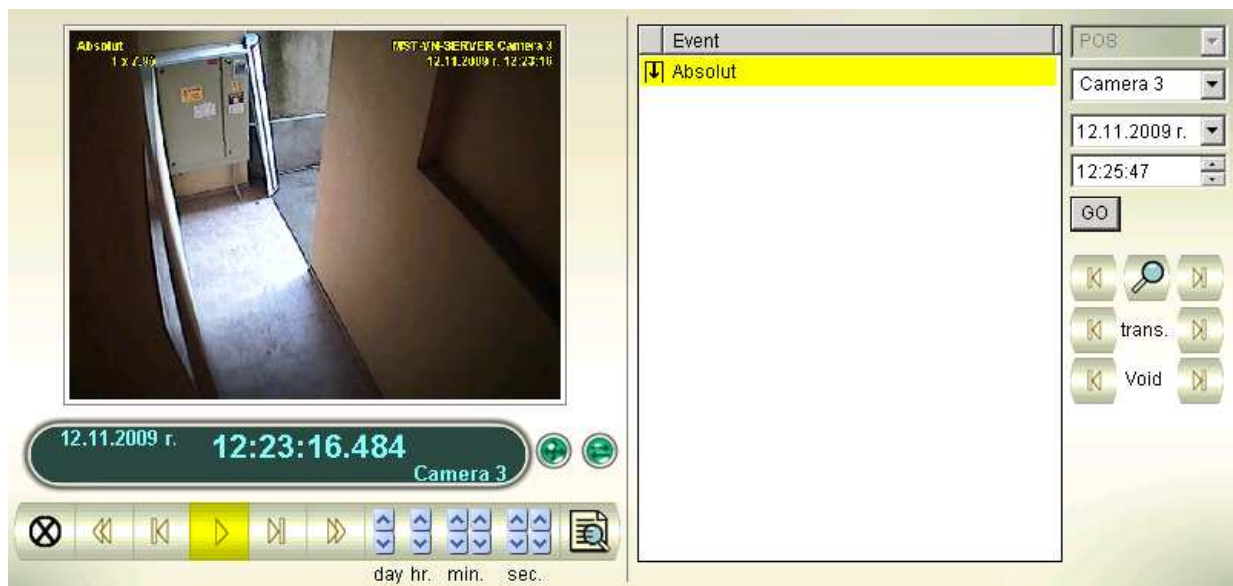 Absolut
1 x 7.95
MST-VN-SERVER Camera 3
12.11.2009 г. 12:23:16
12.11.2009 г.
12:23:16.484
Camera 3
day hr. min. sec.
Event
Absolut
POS
Camera 3
12.11.2009 г.
12:25:47
GO
trans.
Void